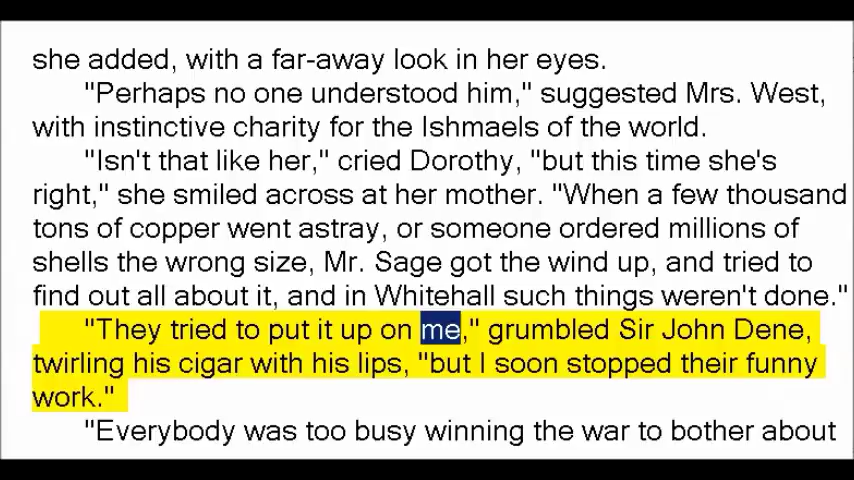 she added, with a far-away look in her eyes.
"Perhaps no one understood him," suggested Mrs. West,
with instinctive charity for the Ishmaels of the world.
"Isn't that like her," cried Dorothy, "but this time she's
right," she smiled across at her mother. "When a few thousand
tons of copper went astray, or someone ordered millions of
shells the wrong size, Mr. Sage got the wind up, and tried to
find out all about it, and in Whitehall such things weren't done."
"They tried to put it up on me," grumbled Sir John Dene,
twirling his cigar with his lips, "but I soon stopped their funny
work."
"Everybody was too busy winning the war to bother about